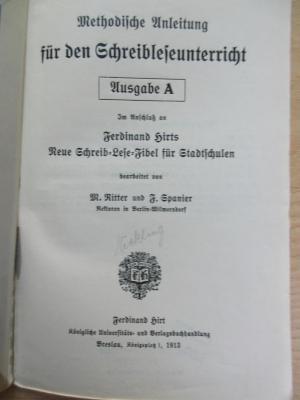 Methodische Anleitung
für den Schreibleseunterricht
Ausgabe A
Im Anschluß an
Ferdinand Hirts
Neue Schreib-Lese-Fibel für Stadtschulen
bearbeitet von
M. Ritter und F. Spanier
Rektoren in Berlin-Wilmersdorf
Ferdinand Hirt
Königliche Universitäts- und Verlagsbuchhandlung
Breslau, Königsplatz 1, 1913